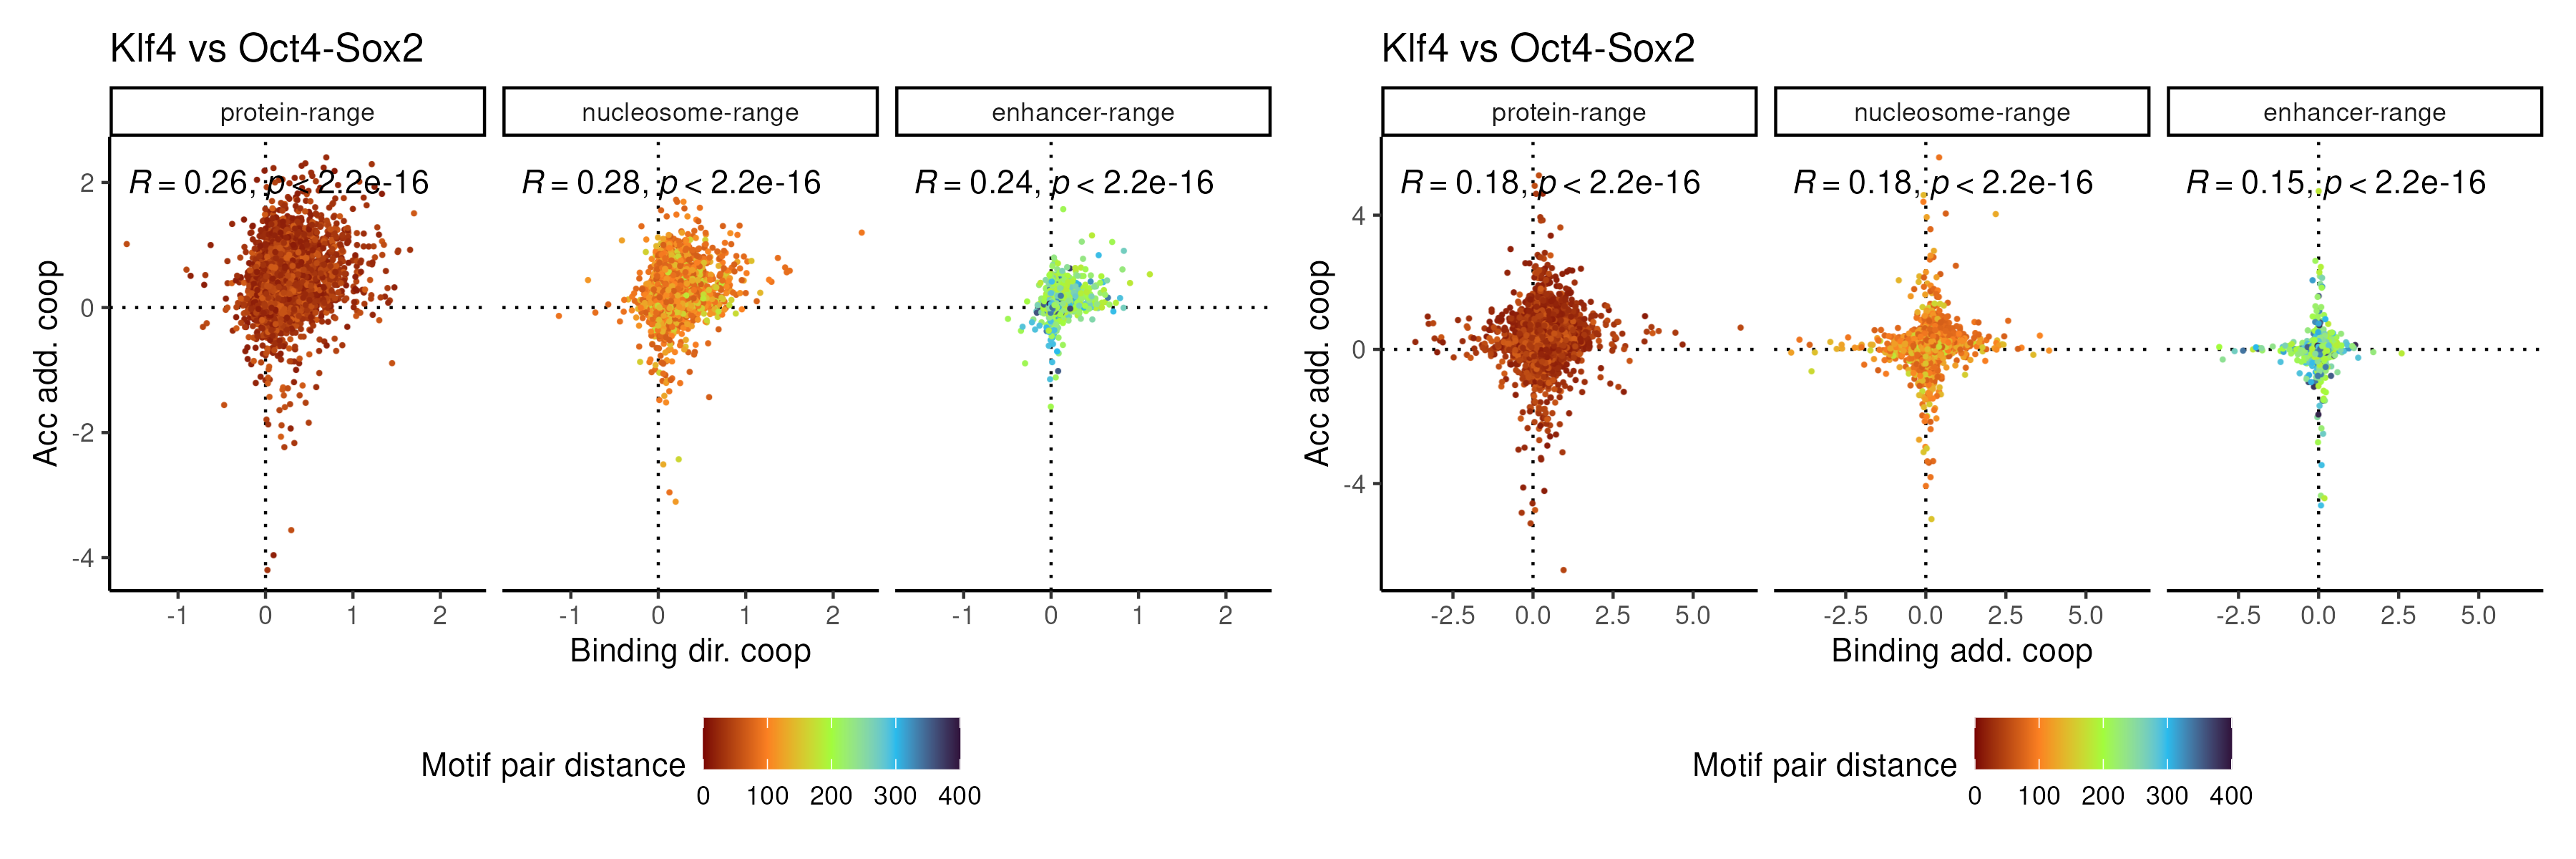 Klf4 vs Oct4-Sox2
protein-range
nucleosome-range
enhancer-range
R = 0.26, p < 2.2e-16
R = 0.28, p < 2.2e-16
R = 0.24, p < 2.2e-16
Acc add. coop
2
0
-2
-4
-1 0 1 2
-1 0 1 2
-1 0 1 2
Binding dir. coop
Motif pair distance
0 100 200 300 400
Klf4 vs Oct4-Sox2
protein-range
nucleosome-range
enhancer-range
R = 0.18, p < 2.2e-16
R = 0.18, p < 2.2e-16
R = 0.15, p < 2.2e-16
Acc add. coop
4
0
-4
-2.5 0.0 2.5 5.0
-2.5 0.0 2.5 5.0
-2.5 0.0 2.5 5.0
Binding add. coop
Motif pair distance
0 100 200 300 400